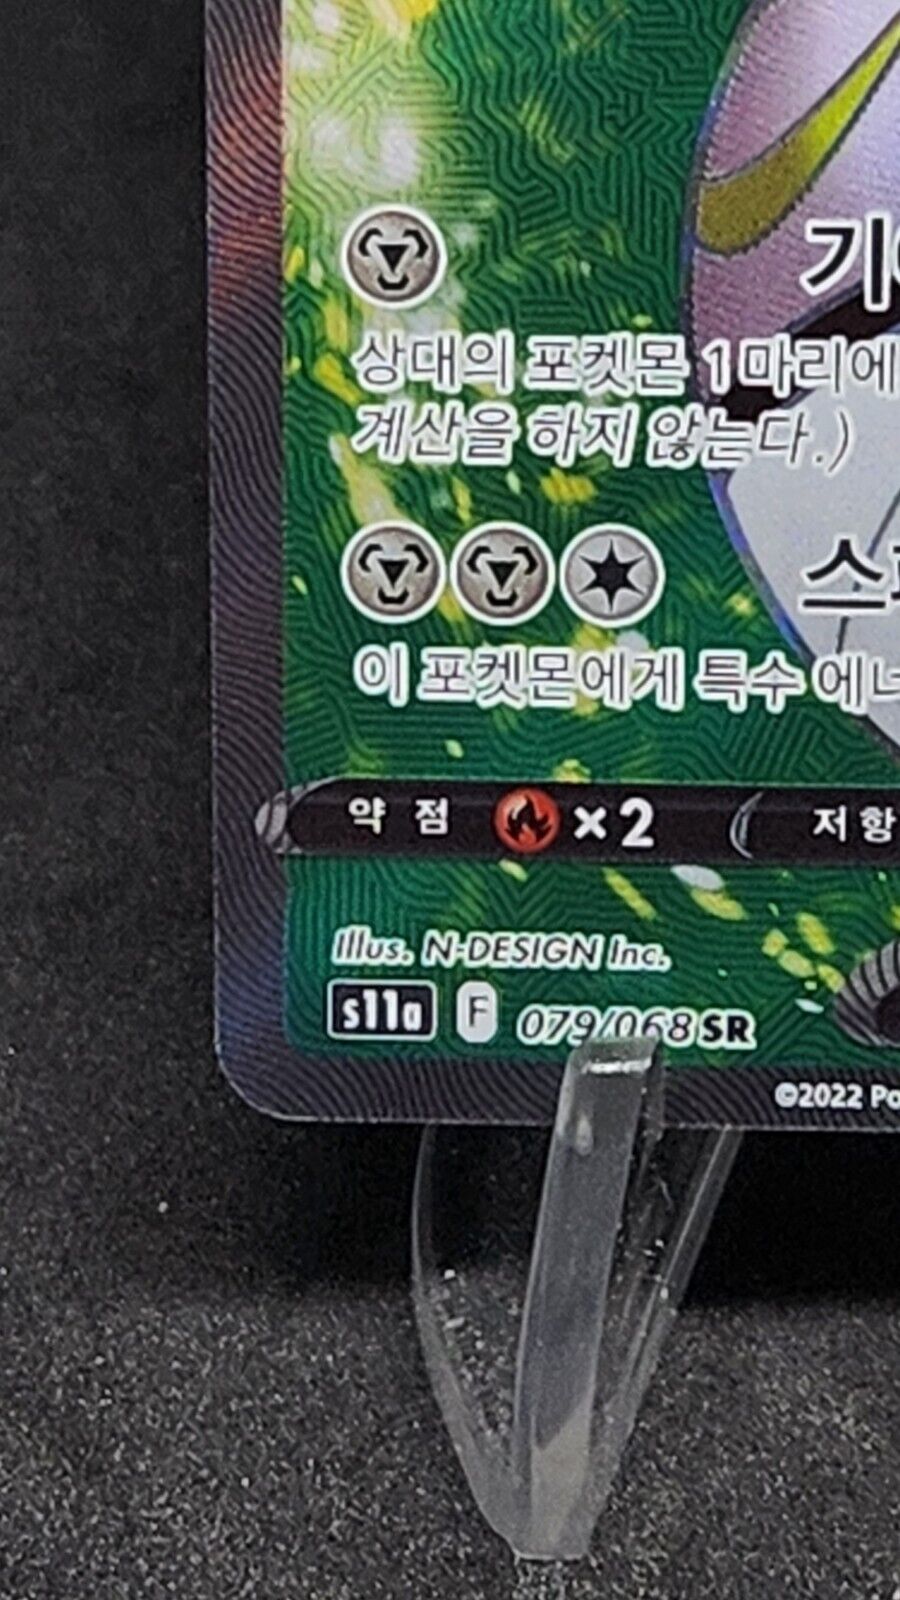 상대의 포켓몬 1마리에
계산을 하지 않는다.)
이 포켓몬에게 특수 에너
약 점 ×2 저 항
Illus. N-DESIGN Inc.
s11a F 079/068 SR
©2022 Po